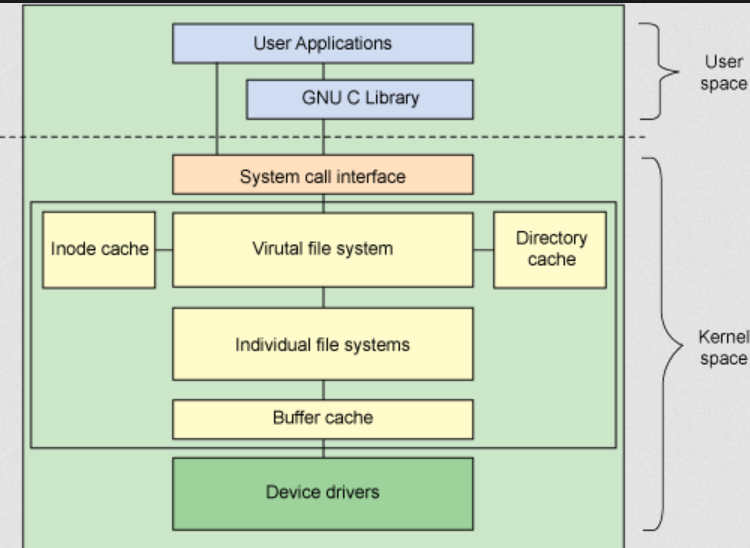 User Applications
User
space
GNU C Library
System call interface
Inode cache
Virutal file system
Directory
cache
Individual file systems
Kernel
space
Buffer cache
Device drivers